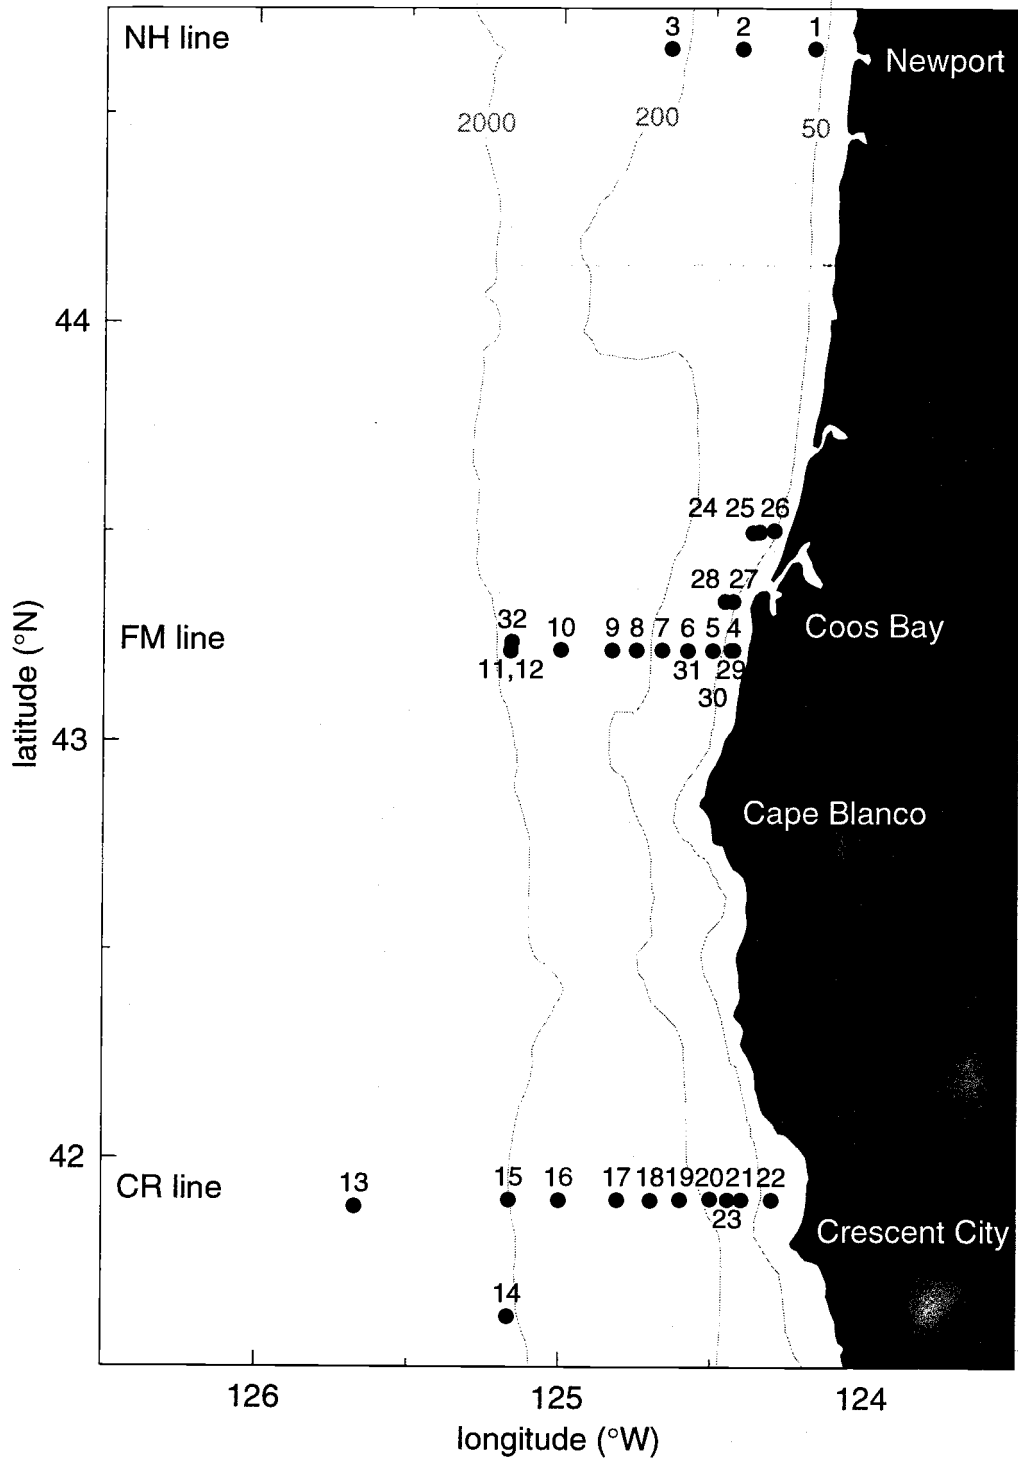 NH line
3 2 1
Newport
2000 200 50
44
24 25 26
28 27
FM line
32 10 9 8 7 6 5 4
Coos Bay
11,12 31 29
30
43
Cape Blanco
42
CR line
13 15 16 17 18 19 20 21 22
23
Crescent City
14
126 125 124
longitude (°W)
latitude (°N)